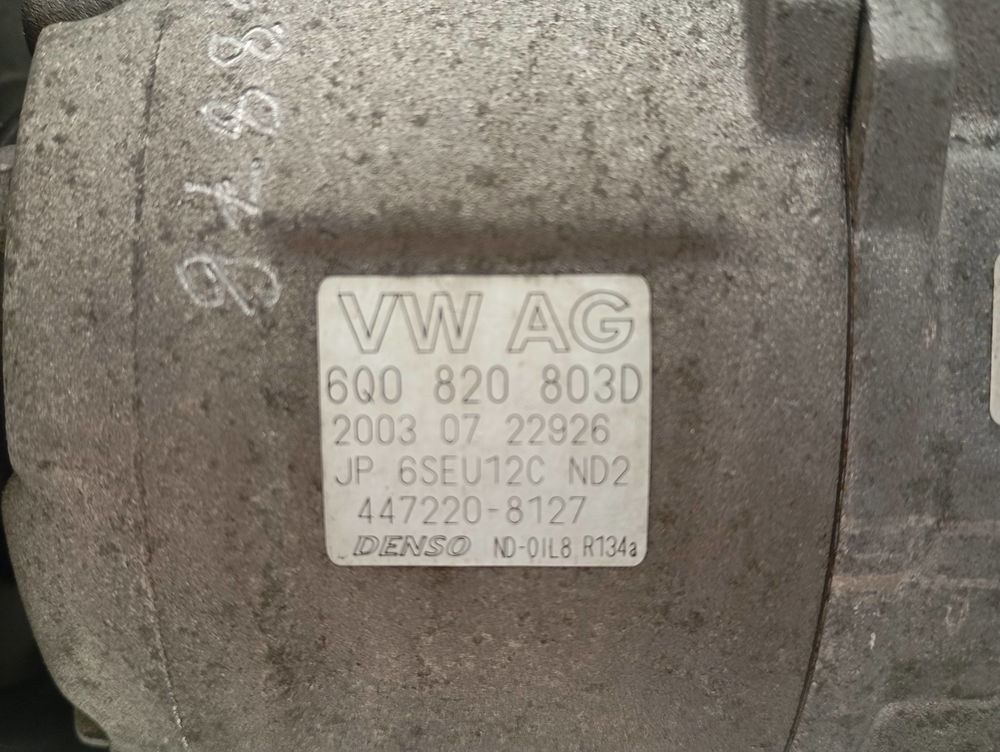 VW AG
6Q0 820 803D
2003 07 22926
JP 6SEU12C ND2
447220-8127
DENSO ND-OIL8 R134a